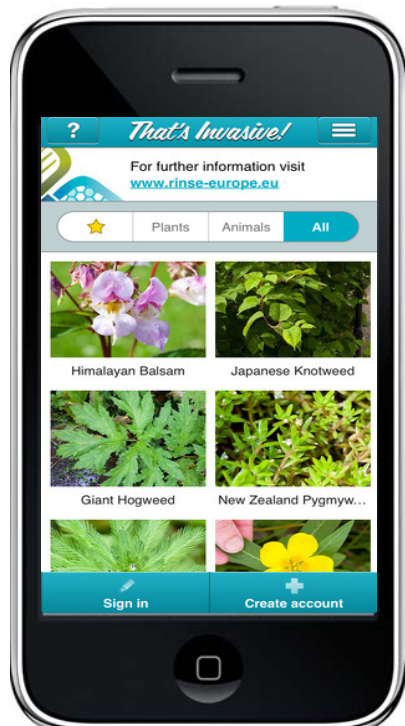 ?
That's Invasive!
For further information visit
www.rinse-europe.eu
Plants Animals All
Himalayan Balsam Japanese Knotweed
Giant Hogweed New Zealand Pygmyw...
Sign in Create account